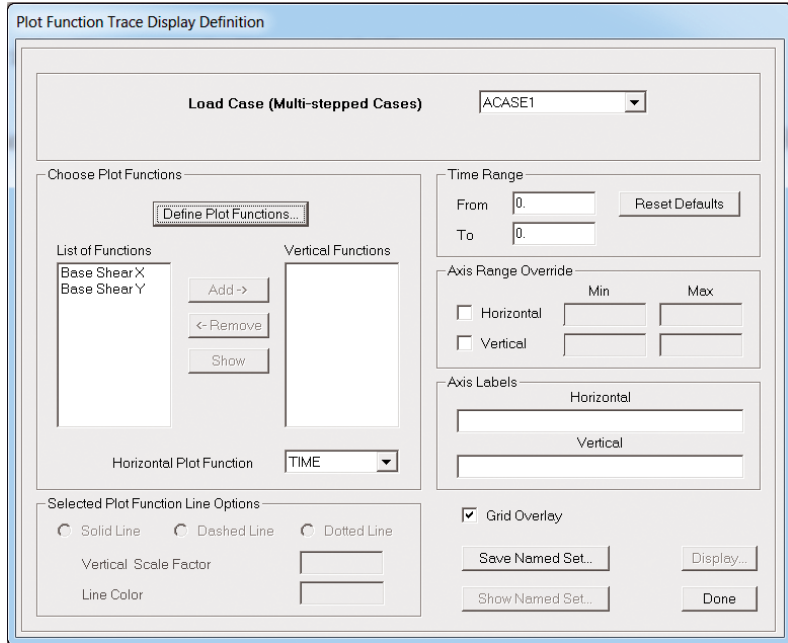 Plot Function Trace Display Definition
Load Case (Multi-stepped Cases)
ACASE1
Choose Plot Functions
Define Plot Functions...
List of Functions
Vertical Functions
Base Shear X
Base Shear Y
Add ->
<- Remove
Show
Horizontal Plot Function
TIME
Selected Plot Function Line Options
Solid Line
Dashed Line
Dotted Line
Vertical Scale Factor
Line Color
Time Range
From
0.
Reset Defaults
To
0.
Axis Range Override
Min
Max
Horizontal
Vertical
Axis Labels
Horizontal
Vertical
Grid Overlay
Save Named Set...
Display...
Show Named Set...
Done